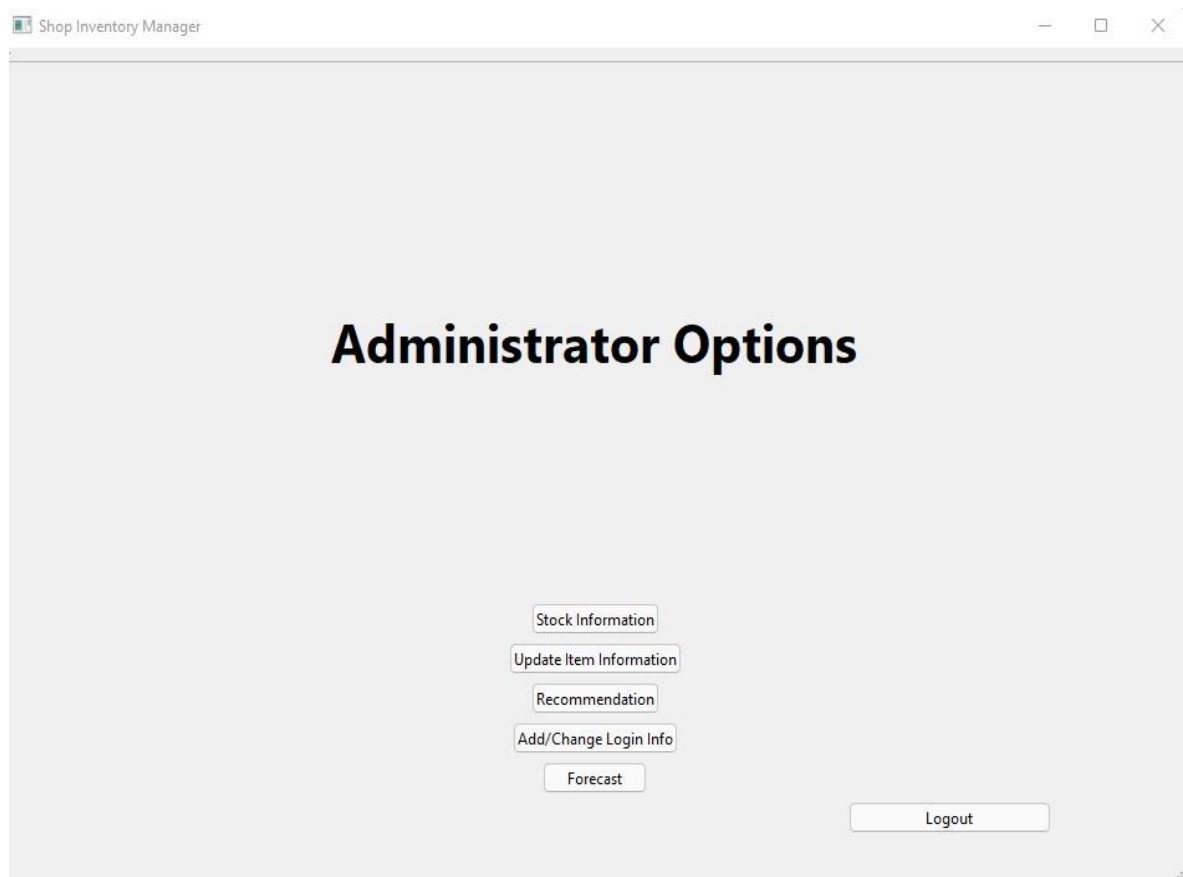 Shop Inventory Manager
Administrator Options
Stock Information
Update Item Information
Recommendation
Add/Change Login Info
Forecast
Logout